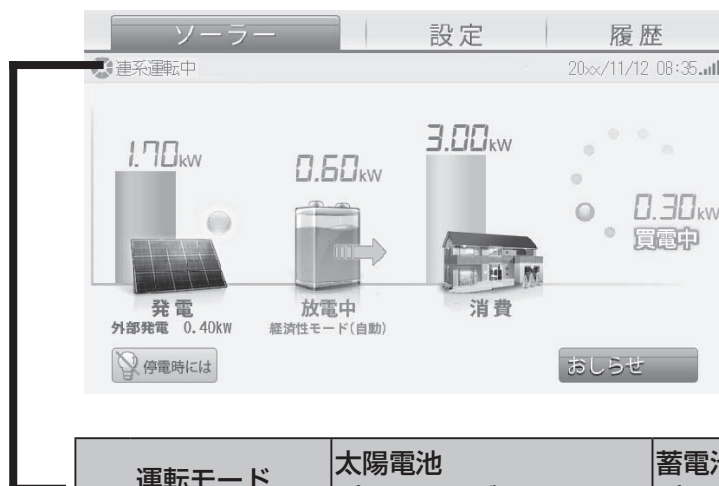 ソーラー
設定
履歴
連系運転中
20xx/11/12 08:35
1.70kW
0.60kW
3.00kW
0.30kW
買電中
発電
外部発電 0.40kW
放電中
経済性モード(自動)
消費
停電時には
おしらせ
運転モード
太陽電池
蓄電池